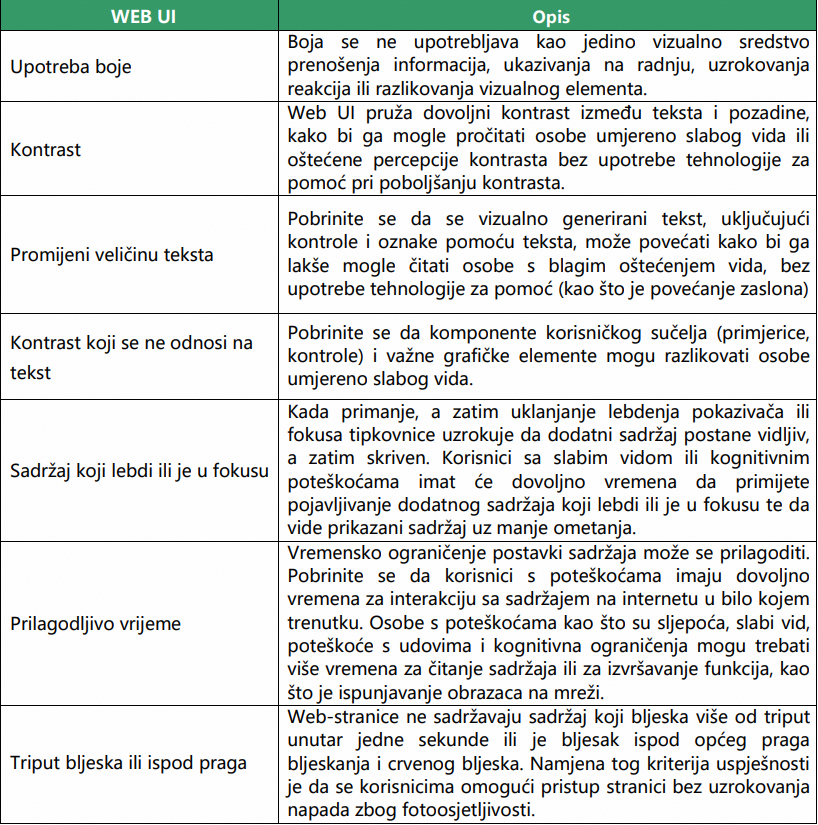 WEB UI
Opis
Upotreba boje
Boja se ne upotrebljava kao jedino vizualno sredstvo
prenošenja informacija, ukazivanja na radnju, uzrokovanja
reakcija ili razlikovanja vizualnog elementa.
Kontrast
Web UI pruža dovoljni kontrast između teksta i pozadine,
kako bi ga mogle pročitati osobe umjereno slabog vida ili
oštećene percepcije kontrasta bez upotrebe tehnologije za
pomoć pri poboljšanju kontrasta.
Promijeni veličinu teksta
Pobrinite se da se vizualno generirani tekst, uključujući
kontrole i oznake pomoću teksta, može povećati kako bi ga
lakše mogle čitati osobe s blagim oštećenjem vida, bez
upotrebe tehnologije za pomoć (kao što je povećanje zaslona)
Kontrast koji se ne odnosi na
tekst
Pobrinite se da komponente korisničkog sučelja (primjerice,
kontrole) i važne grafičke elemente mogu razlikovati osobe
umjereno slabog vida.
Sadržaj koji lebdi ili je u fokusu
Kada primanje, a zatim uklanjanje lebdenja pokazivača ili
fokusa tipkovnice uzrokuje da dodatni sadržaj postane vidljiv,
a zatim skriven. Korisnici sa slabim vidom ili kognitivnim
poteškoćama imat će dovoljno vremena da primijete
pojavljivanje dodatnog sadržaja koji lebdi ili je u fokusu te da
vide prikazani sadržaj uz manje ometanja.
Prilagodljivo vrijeme
Vremensko ograničenje postavki sadržaja može se prilagoditi.
Pobrinite se da korisnici s poteškoćama imaju dovoljno
vremena za interakciju sa sadržajem na internetu u bilo kojem
trenutku. Osobe s poteškoćama kao što su sljepoća, slabi vid,
poteškoće s udovima i kognitivna ograničenja mogu trebati
više vremena za čitanje sadržaja ili za izvršavanje funkcija, kao
što je ispunjavanje obrazaca na mreži.
Triput bljeska ili ispod praga
Web-stranice ne sadržavaju sadržaj koji bljeska više od triput
unutar jedne sekunde ili je bljesak ispod općeg praga
bljeskanja i crvenog bljeska. Namjena tog kriterija uspješnosti
je da se korisnicima omogući pristup stranici bez uzrokovanja
napada zbog fotoosjetljivosti.